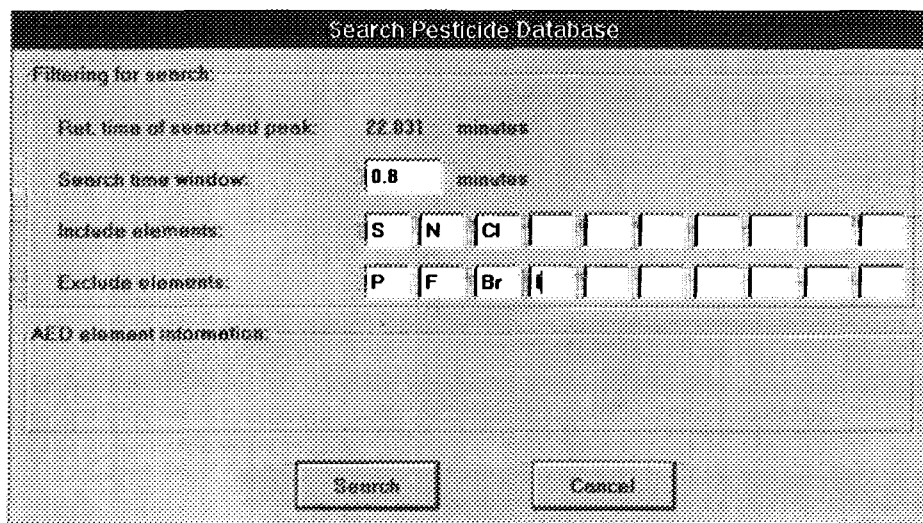 Search Pesticide Database
Filtering for search:
Ret. time of searched peak: 22.831 minutes
Search time window: 0.8 minutes
Include elements: S N Cl
Exclude elements: P F Br I
AED element information:
Search Cancel